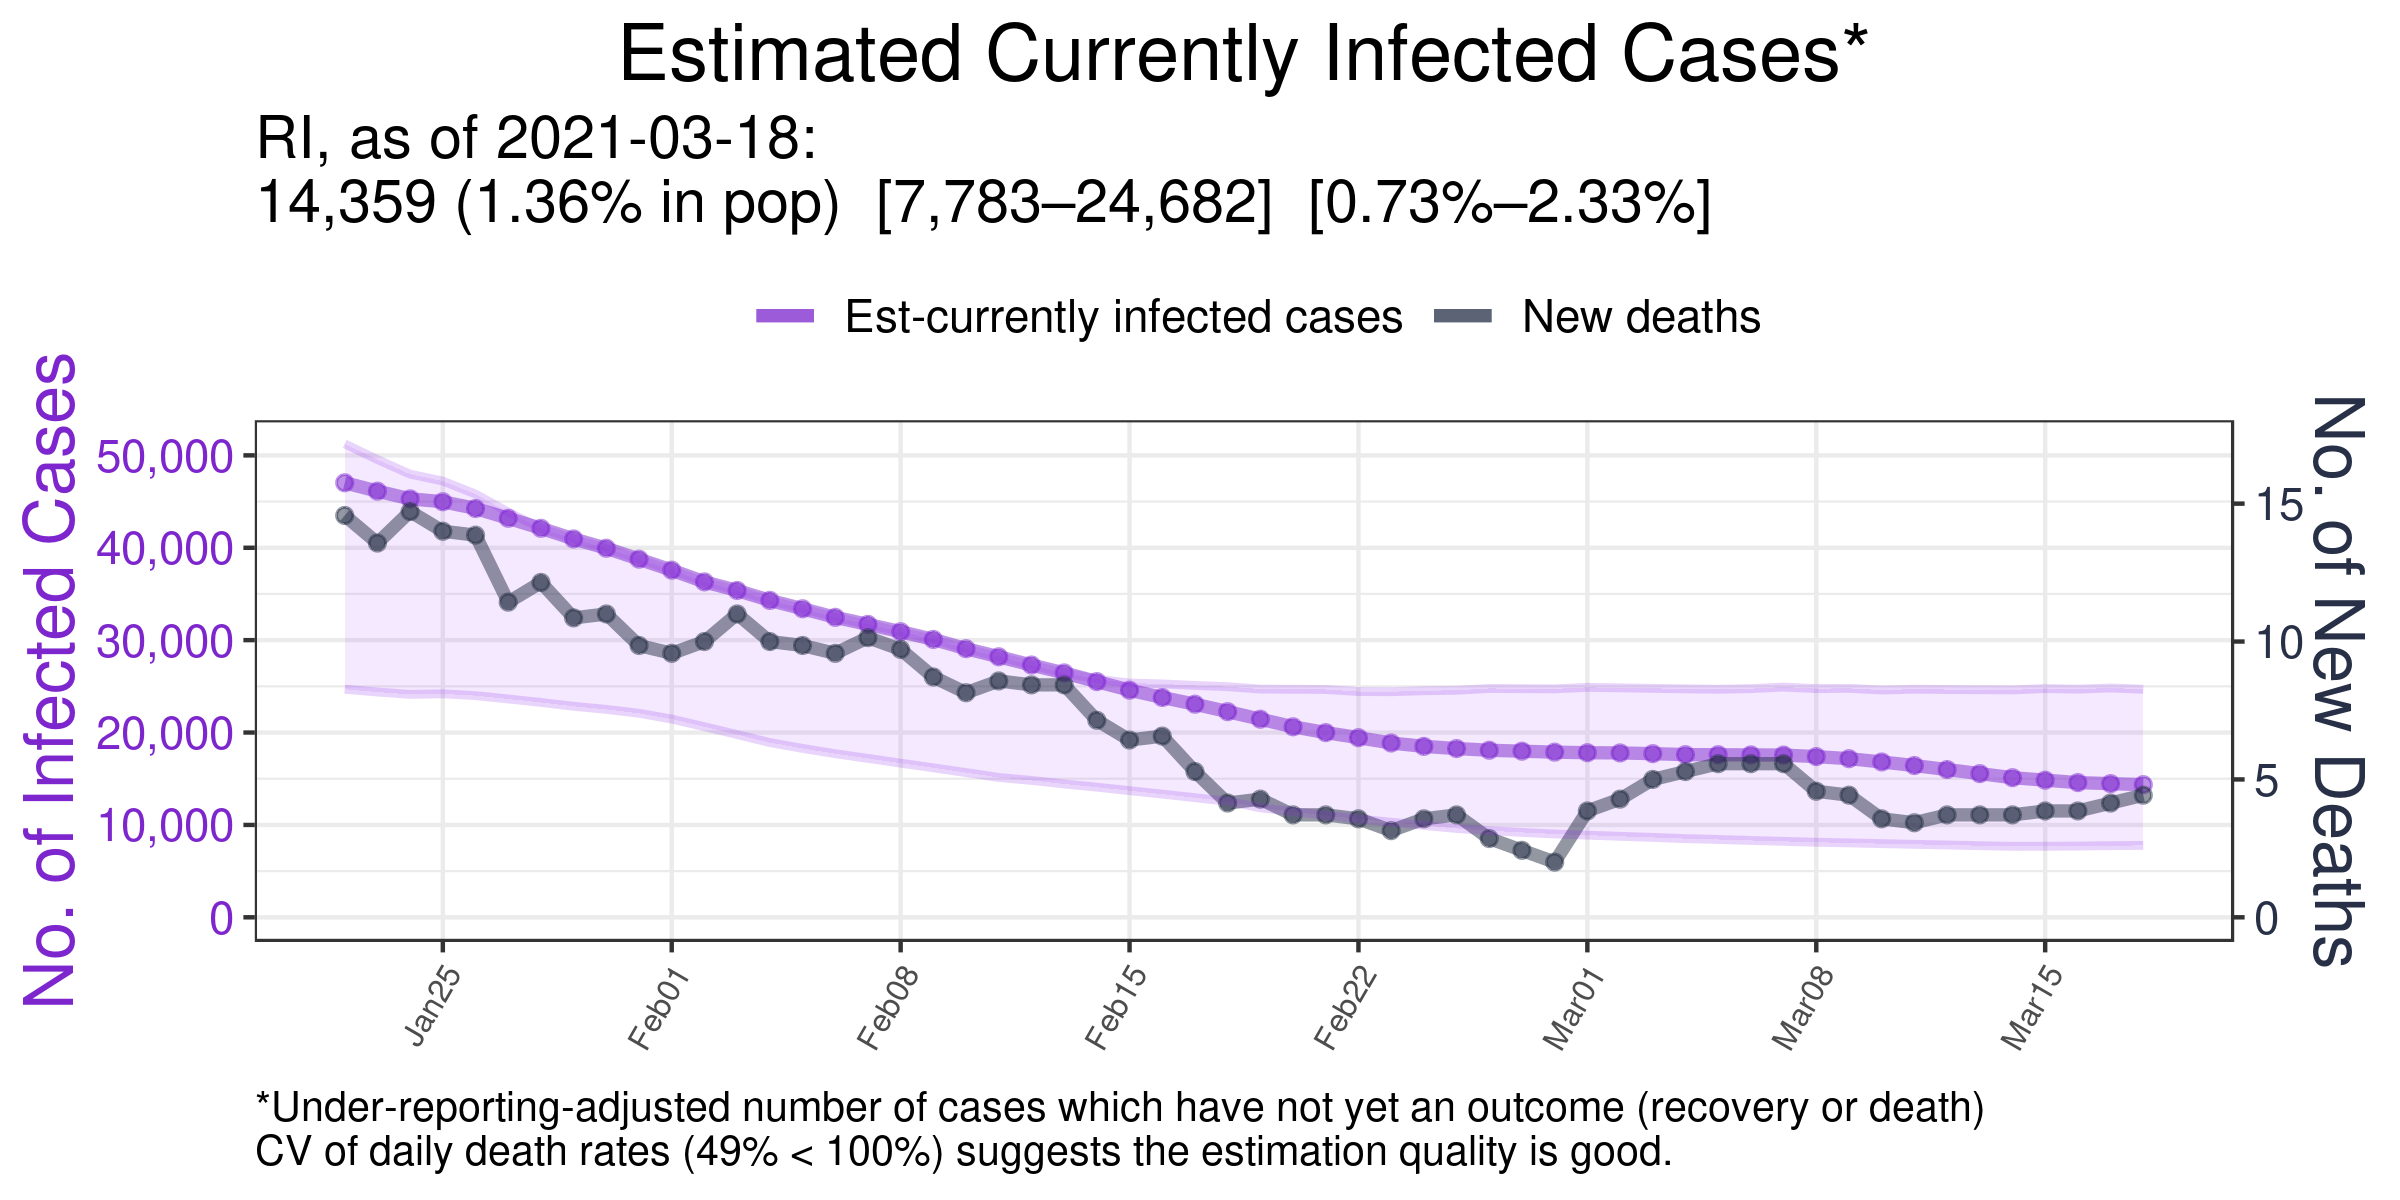 Estimated Currently Infected Cases*
RI, as of 2021-03-18:
14,359 (1.36% in pop)  [7,783–24,682]  [0.73%–2.33%]
Est-currently infected cases
New deaths
No. of Infected Cases
50,000
40,000
30,000
20,000
10,000
0
15
10
5
0
No. of New Deaths
Jan25
Feb01
Feb08
Feb15
Feb22
Mar01
Mar08
Mar15
*Under-reporting-adjusted number of cases which have not yet an outcome (recovery or death)
CV of daily death rates (49% < 100%) suggests the estimation quality is good.